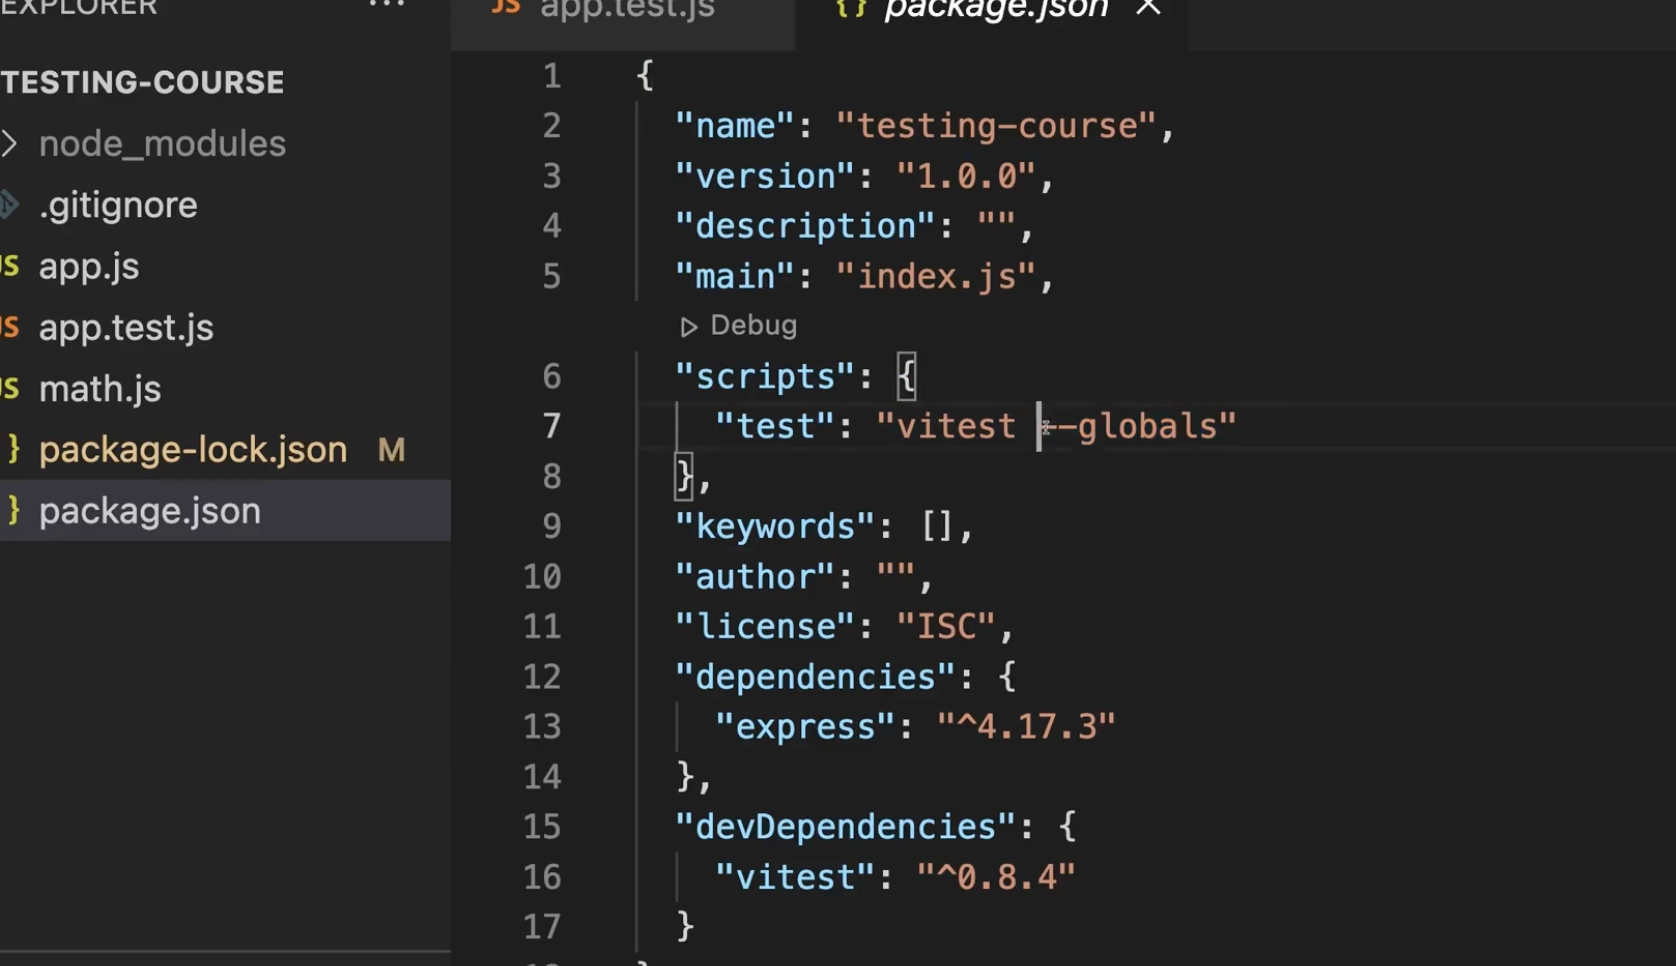 EXPLORER
TESTING-COURSE
node_modules
.gitignore
JS app.js
JS app.test.js
JS math.js
} package-lock.json M
} package.json
JS app.test.js
{} package.json ×
1 {
2 "name": "testing-course",
3 "version": "1.0.0",
4 "description": "",
5 "main": "index.js",
Debug
6 "scripts": {
7 "test": "vitest --globals"
8 },
9 "keywords": [],
10 "author": "",
11 "license": "ISC",
12 "dependencies": {
13 "express": "^4.17.3"
14 },
15 "devDependencies": {
16 "vitest": "^0.8.4"
17 }